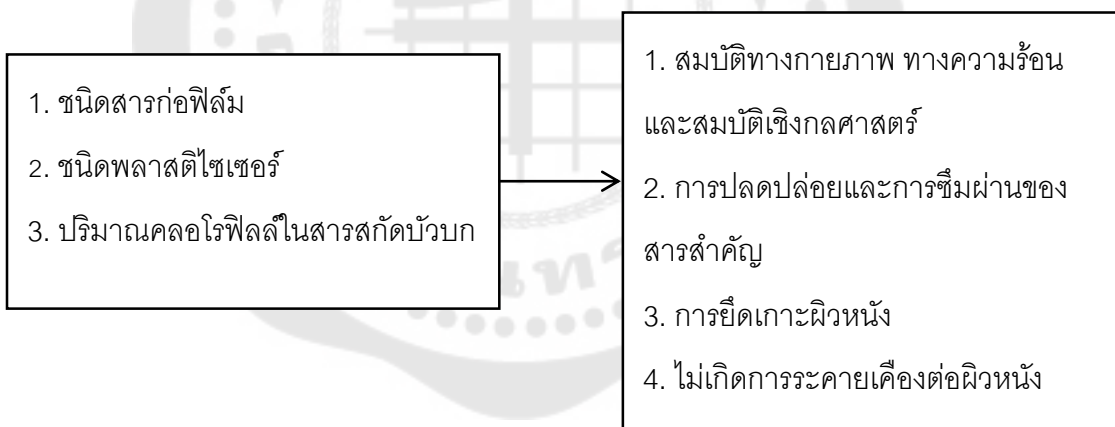 1. ชนิดสารก่อฟิล์ม
2. ชนิดพลาสติไซเซอร์
3. ปริมาณคลอโรฟิลล์ในสารสกัดบัวบก
1. สมบัติทางกายภาพ ทางความร้อน
และสมบัติเชิงกลศาสตร์
2. การปลดปล่อยและการซึมผ่านของ
สารสำคัญ
3. การยึดเกาะผิวหนัง
4. ไม่เกิดการระคายเคืองต่อผิวหนัง